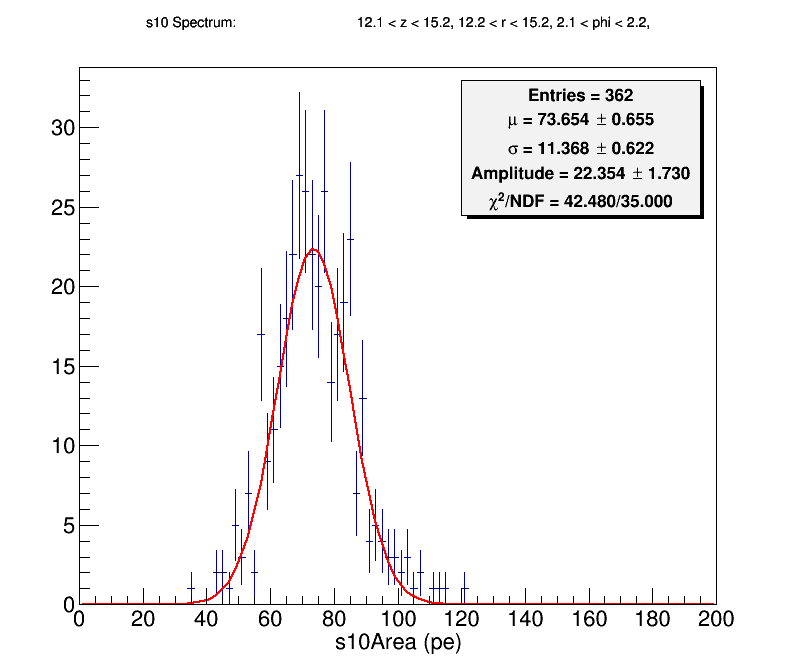 s10 Spectrum: 12.1 < z < 15.2, 12.2 < r < 15.2, 2.1 < phi < 2.2,
Entries = 362
μ = 73.654 ± 0.655
σ = 11.368 ± 0.622
Amplitude = 22.354 ± 1.730
χ²/NDF = 42.480/35.000
30
25
20
15
10
5
0
0 20 40 60 80 100 120 140 160 180 200
s10Area (pe)